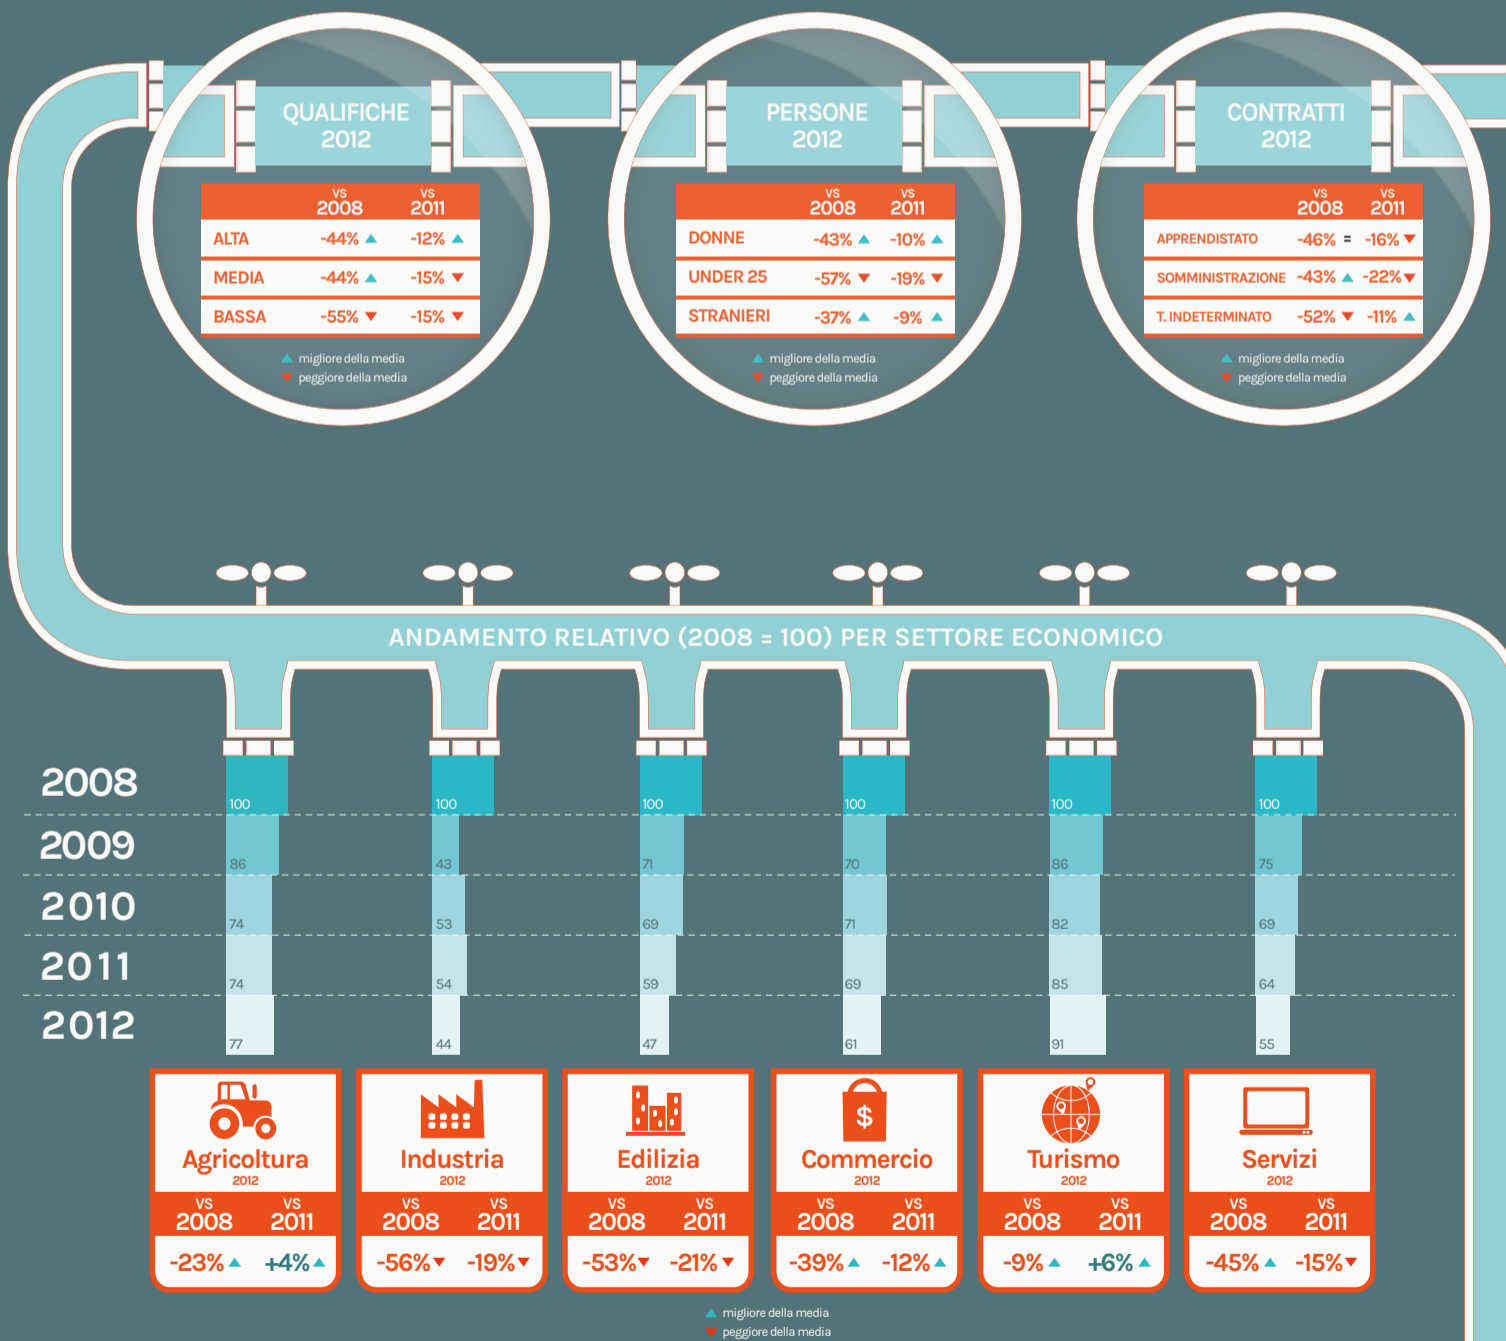 QUALIFICHE
2012
VS 2008 VS 2011
ALTA -44% -12%
MEDIA -44% -15%
BASSA -55% -15%
migliore della media
peggiore della media
PERSONE
2012
VS 2008 VS 2011
DONNE -43% -10%
UNDER 25 -57% -19%
STRANIERI -37% -9%
migliore della media
peggiore della media
CONTRATTI
2012
VS 2008 VS 2011
APPRENDISTATO -46% = -16%
SOMMINISTRAZIONE -43% -22%
T. INDETERMINATO -52% -11%
migliore della media
peggiore della media
ANDAMENTO RELATIVO (2008 = 100) PER SETTORE ECONOMICO
2008 100 100 100 100 100 100
2009 86 43 71 70 86 75
2010 74 53 69 71 82 69
2011 74 54 59 69 85 64
2012 77 44 47 61 91 55
Agricoltura
2012
VS 2008 VS 2011
-23% +4%
Industria
2012
VS 2008 VS 2011
-56% -19%
Edilizia
2012
VS 2008 VS 2011
-53% -21%
$
Commercio
2012
VS 2008 VS 2011
-39% -12%
Turismo
2012
VS 2008 VS 2011
-9% +6%
Servizi
2012
VS 2008 VS 2011
-45% -15%
migliore della media
peggiore della media